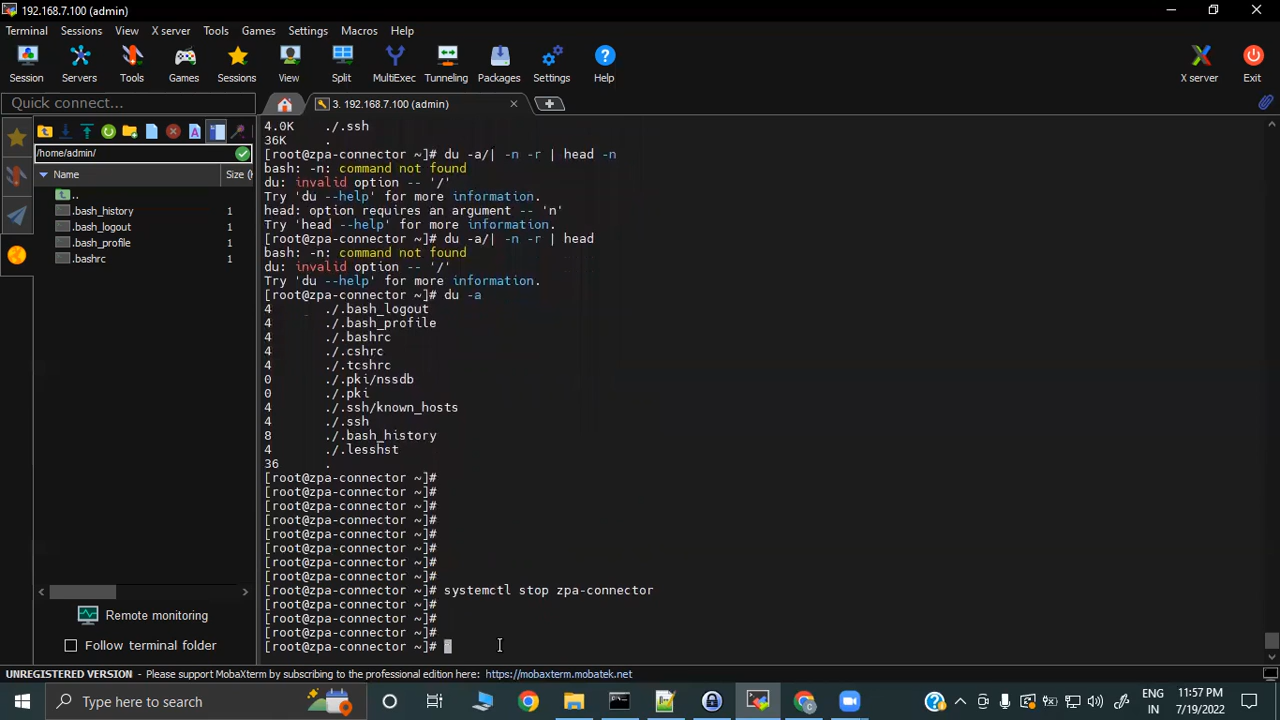 192.168.7.100 (admin)
Terminal Sessions View X server Tools Games Settings Macros Help
Session Servers Tools Games Sessions View Split MultiExec Tunneling Packages Settings Help X server Exit
Quick connect...
3. 192.168.7.100 (admin)
/home/admin/
Name Size (
..
.bash_history 1
.bash_logout 1
.bash_profile 1
.bashrc 1
Remote monitoring
Follow terminal folder
4.0K ./.ssh
36K .
[root@zpa-connector ~]# du -a/| -n -r | head -n
bash: -n: command not found
du: invalid option -- '/'
Try 'du --help' for more information.
head: option requires an argument -- 'n'
Try 'head --help' for more information.
[root@zpa-connector ~]# du -a/| -n -r | head
bash: -n: command not found
du: invalid option -- '/'
Try 'du --help' for more information.
[root@zpa-connector ~]# du -a
4 ./.bash_logout
4 ./.bash_profile
4 ./.bashrc
4 ./.cshrc
4 ./.tcshrc
0 ./.pki/nssdb
0 ./.pki
4 ./.ssh/known_hosts
4 ./.ssh
8 ./.bash_history
4 ./.lesshst
36 .
[root@zpa-connector ~]#
[root@zpa-connector ~]#
[root@zpa-connector ~]#
[root@zpa-connector ~]#
[root@zpa-connector ~]#
[root@zpa-connector ~]#
[root@zpa-connector ~]#
[root@zpa-connector ~]#
[root@zpa-connector ~]# systemctl stop zpa-connector
[root@zpa-connector ~]#
[root@zpa-connector ~]#
[root@zpa-connector ~]#
[root@zpa-connector ~]#
UNREGISTERED VERSION - Please support MobaXterm by subscribing to the professional edition here: https://mobaxterm.mobatek.net
Type here to search
ENG
IN
11:57 PM
7/19/2022